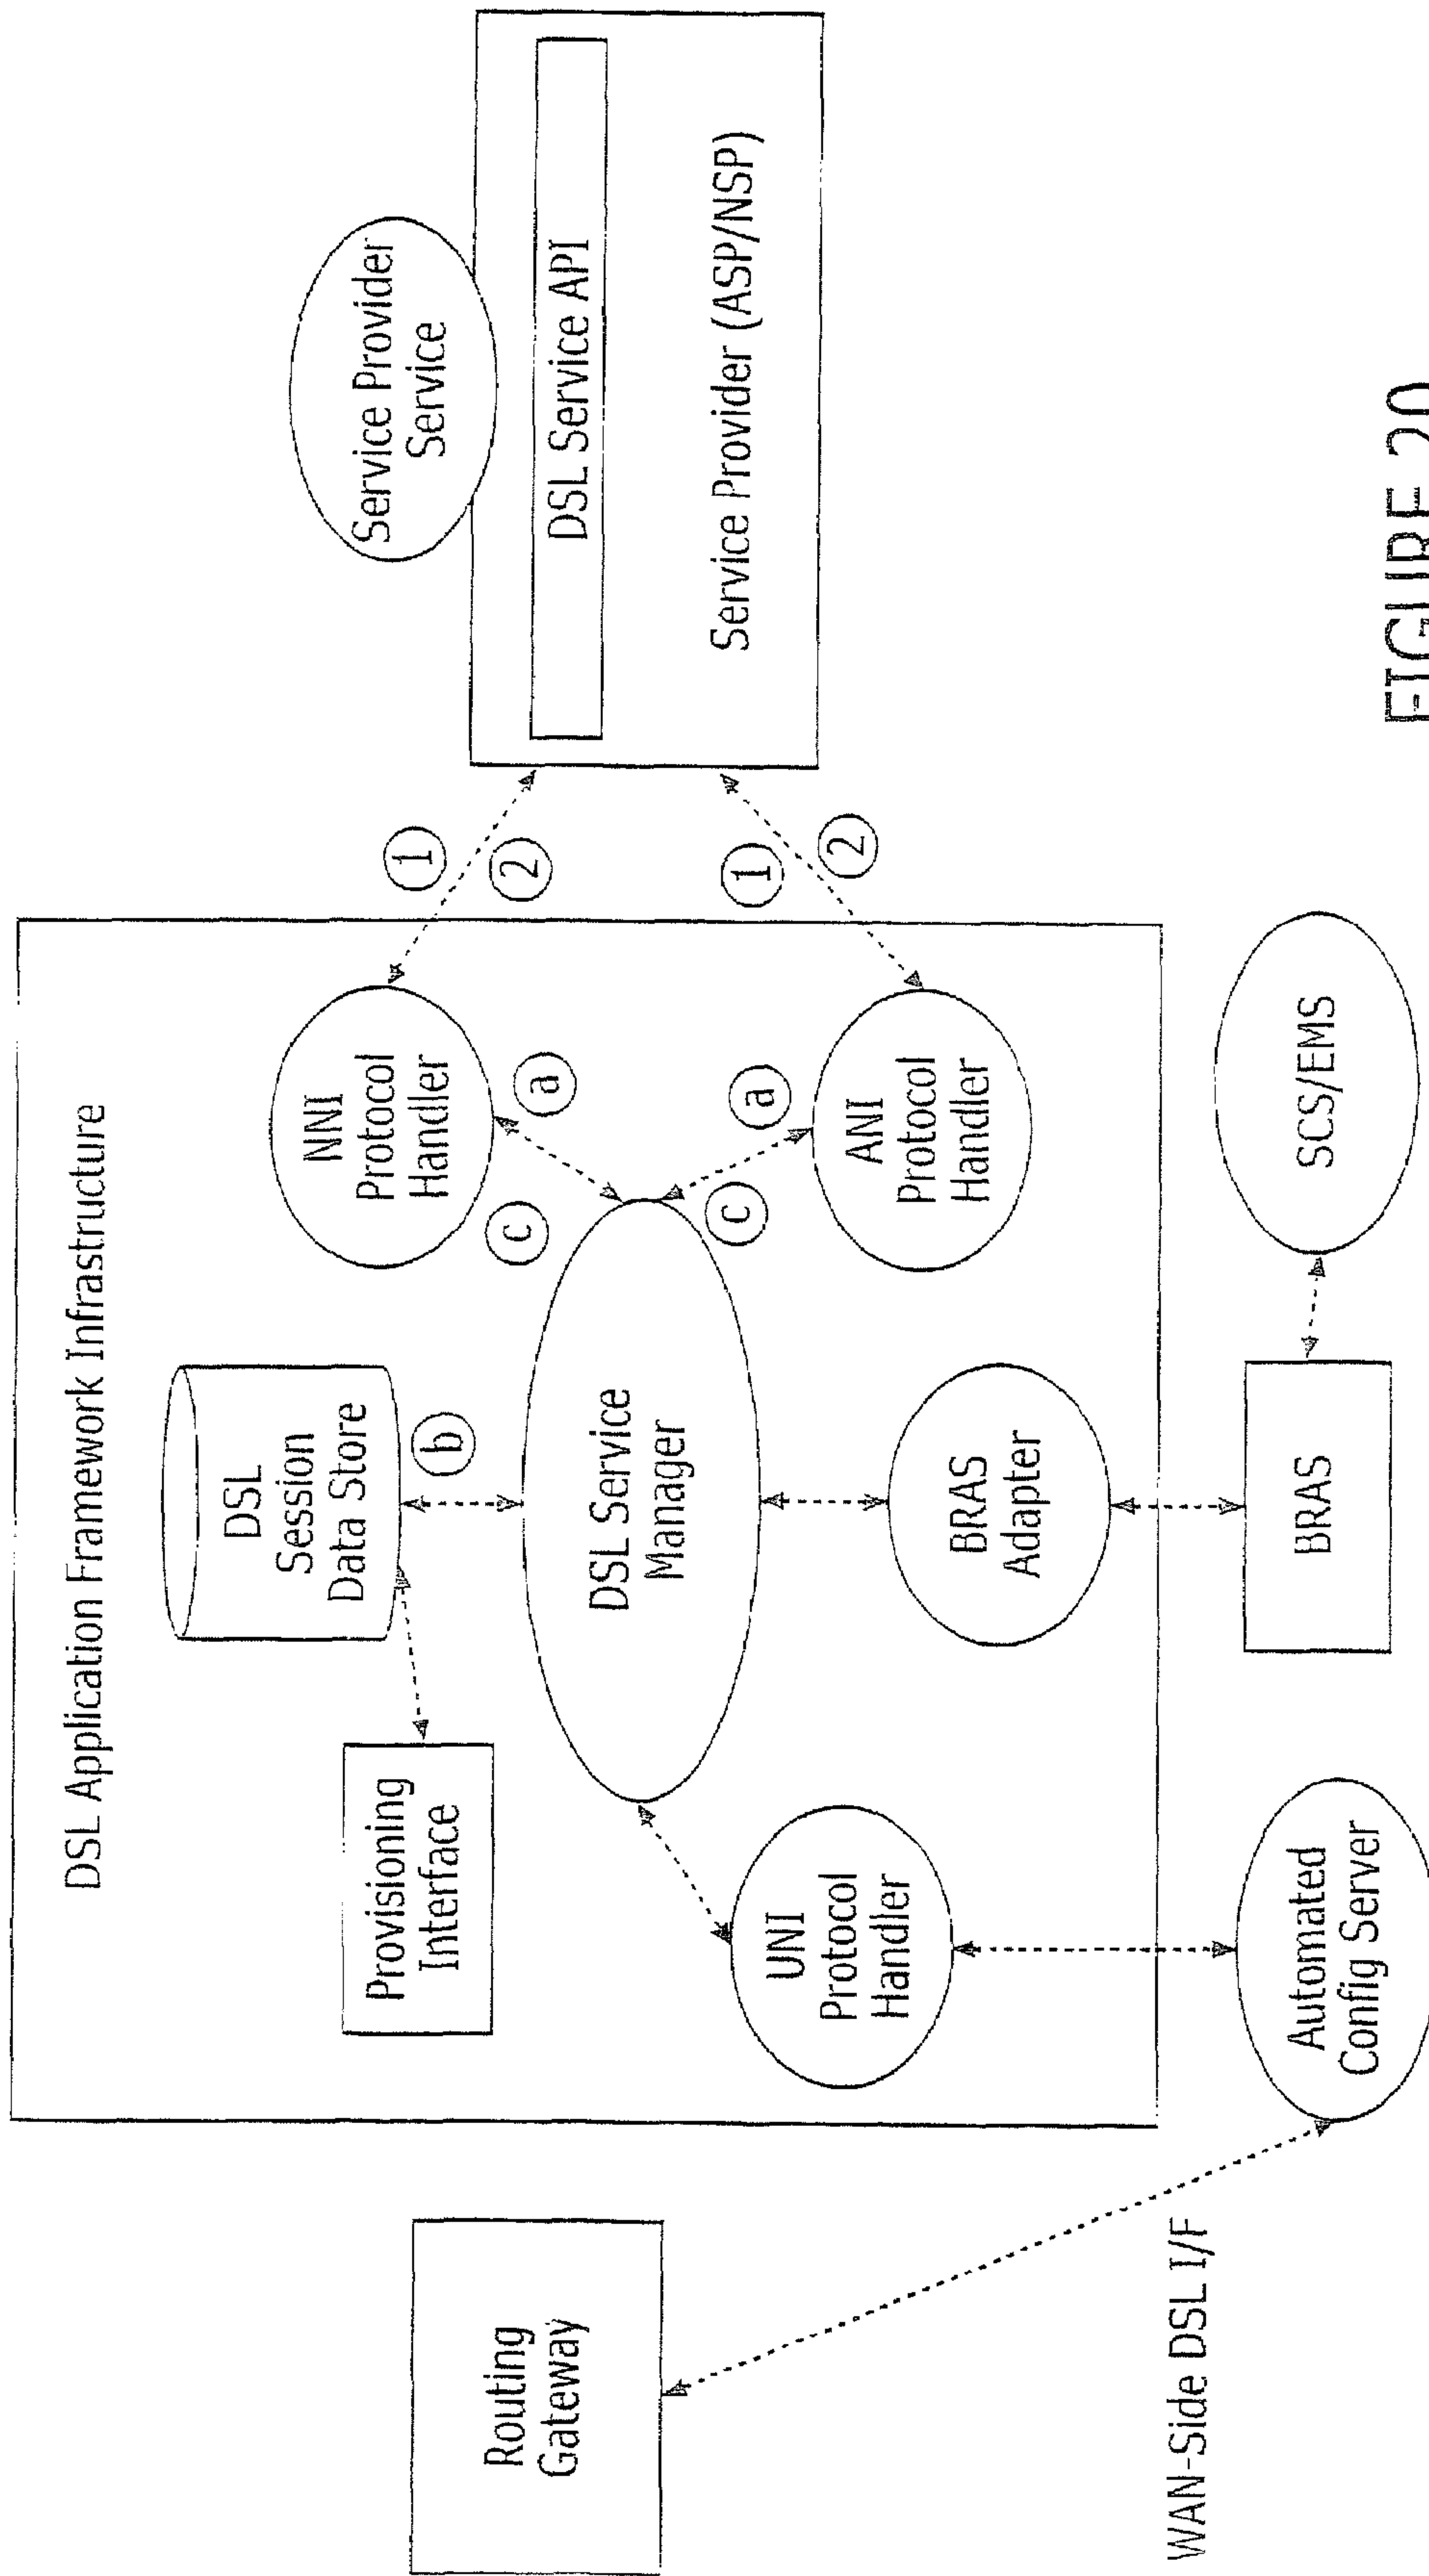 DSL Application Framework Infrastructure
Routing
Gateway
Provisioning
Interface
DSL
Session
Data Store
b
NNI
Protocol
Handler
a
c
1
2
Service Provider
Service
DSL Service API
Service Provider (ASP/NSP)
DSL Service
Manager
UNI
Protocol
Handler
BRAS
Adapter
ANI
Protocol
Handler
a
c
1
2
WAN-Side DSL I/F
Automated
Config Server
BRAS
SCS/EMS
FIGURE 20